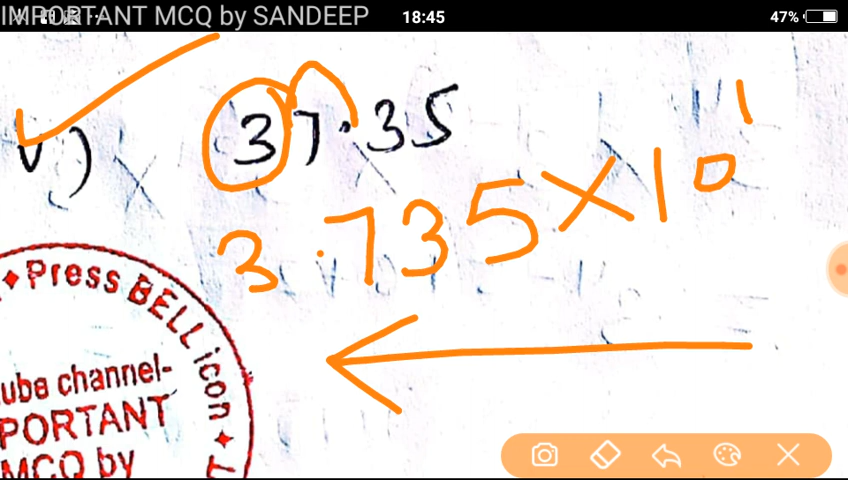 IMPORTANT MCQ by SANDEEP
18:45
47%
v) 37.35
3.735×10¹
Press BELL icon
ube channel-
PORTANT
MCQ by